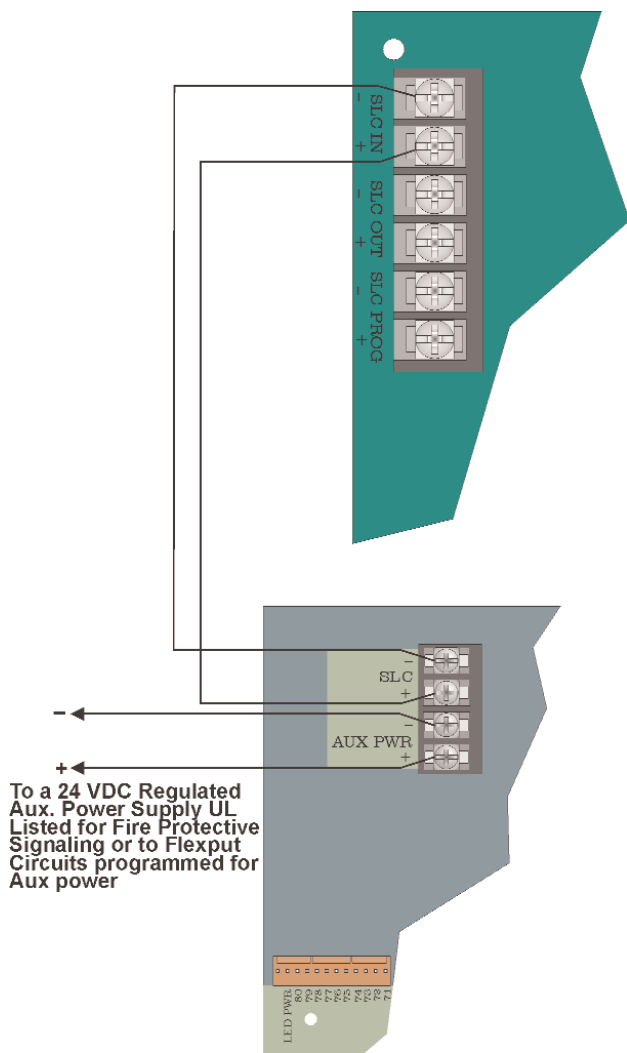 - SLC IN +
- SLC OUT +
- SLC PROG +
-
SLC
+
-
AUX PWR
+
-
+
To a 24 VDC Regulated
Aux. Power Supply UL
Listed for Fire Protective
Signaling or to Flexput
Circuits programmed for
Aux power
LED PWR
80
79
78
77
76
75
74
73
72
71